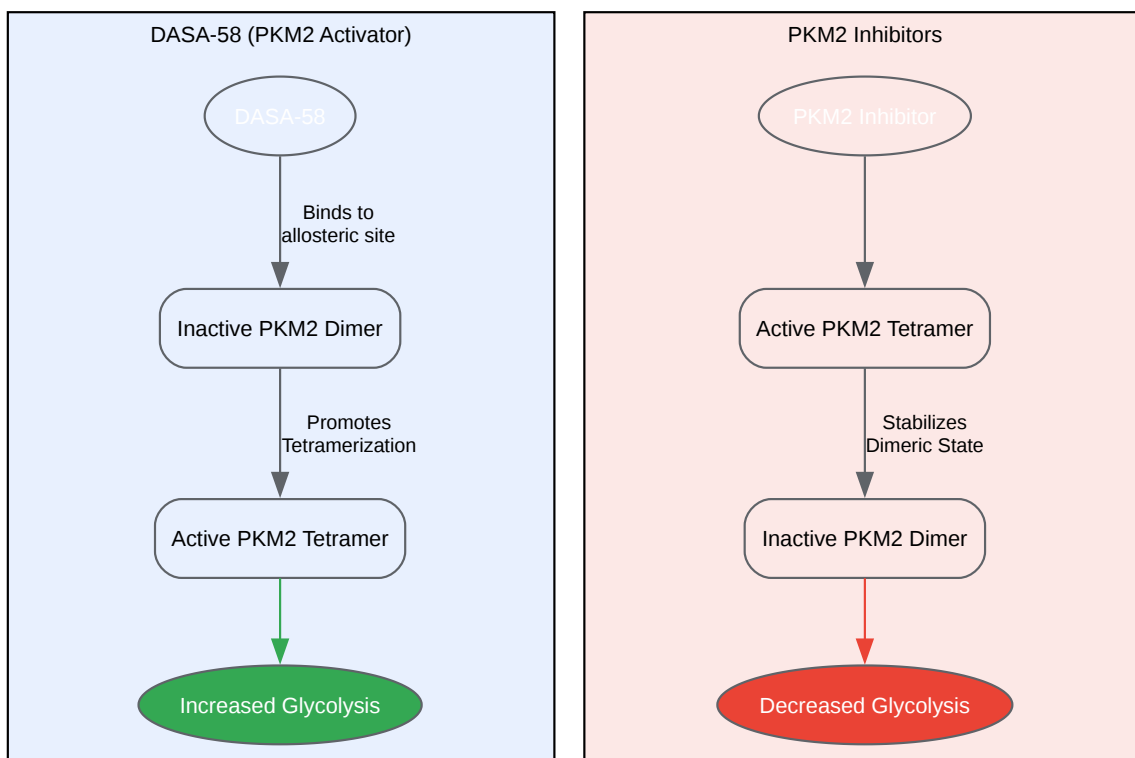 DASA-58 (PKM2 Activator)
DASA-58
Binds to
allosteric site
Inactive PKM2 Dimer
Promotes
Tetramerization
Active PKM2 Tetramer
Increased Glycolysis
PKM2 Inhibitors
PKM2 Inhibitor
Active PKM2 Tetramer
Stabilizes
Dimeric State
Inactive PKM2 Dimer
Decreased Glycolysis